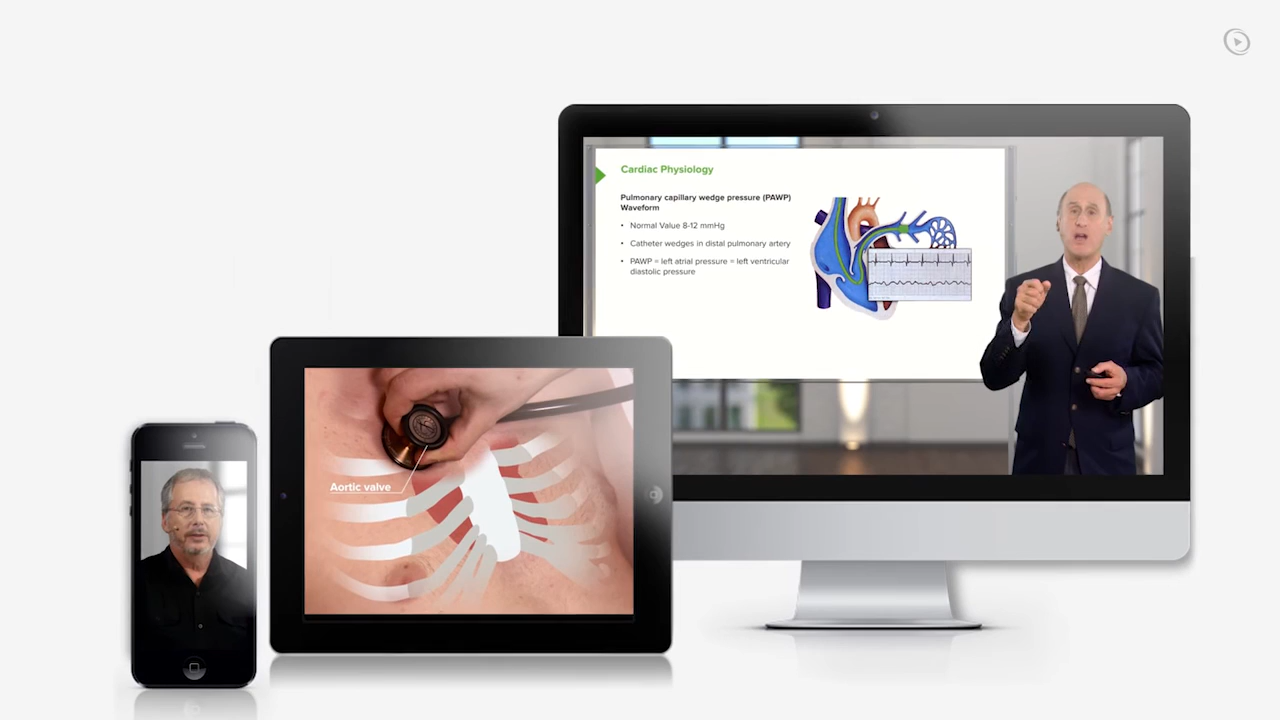 Cardiac Physiology
Pulmonary capillary wedge pressure (PAWP)
Waveform
• Normal Value 8-12 mmHg
• Catheter wedges in distal pulmonary artery
• PAWP = left atrial pressure = left ventricular
diastolic pressure
Aortic valve